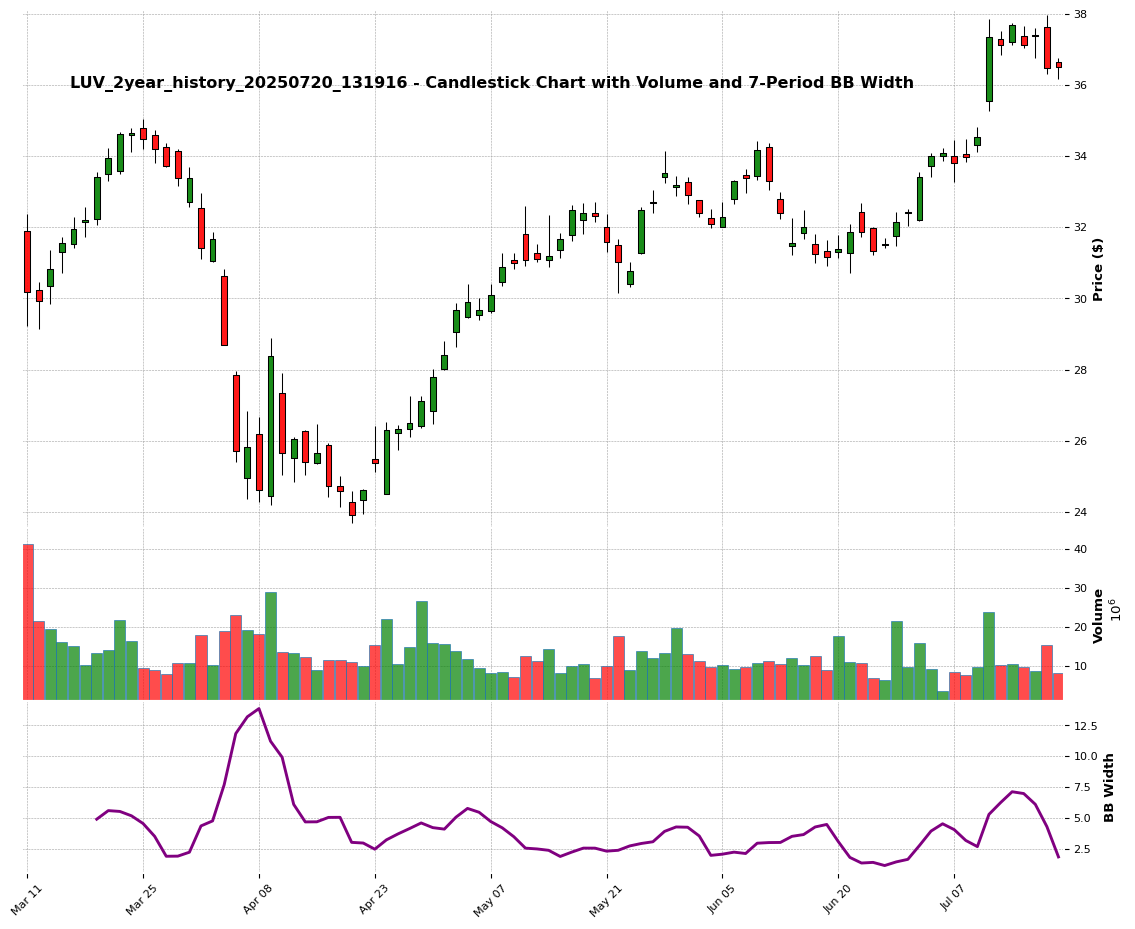 LUV_2year_history_20250720_131916 - Candlestick Chart with Volume and 7-Period BB Width
38
36
34
32
30
28
26
24
Price ($)
40
30
20
10
Volume
10^6
12.5
10.0
7.5
5.0
2.5
BB Width
Mar 11
Mar 25
Apr 08
Apr 23
May 07
May 21
Jun 05
Jun 20
Jul 07